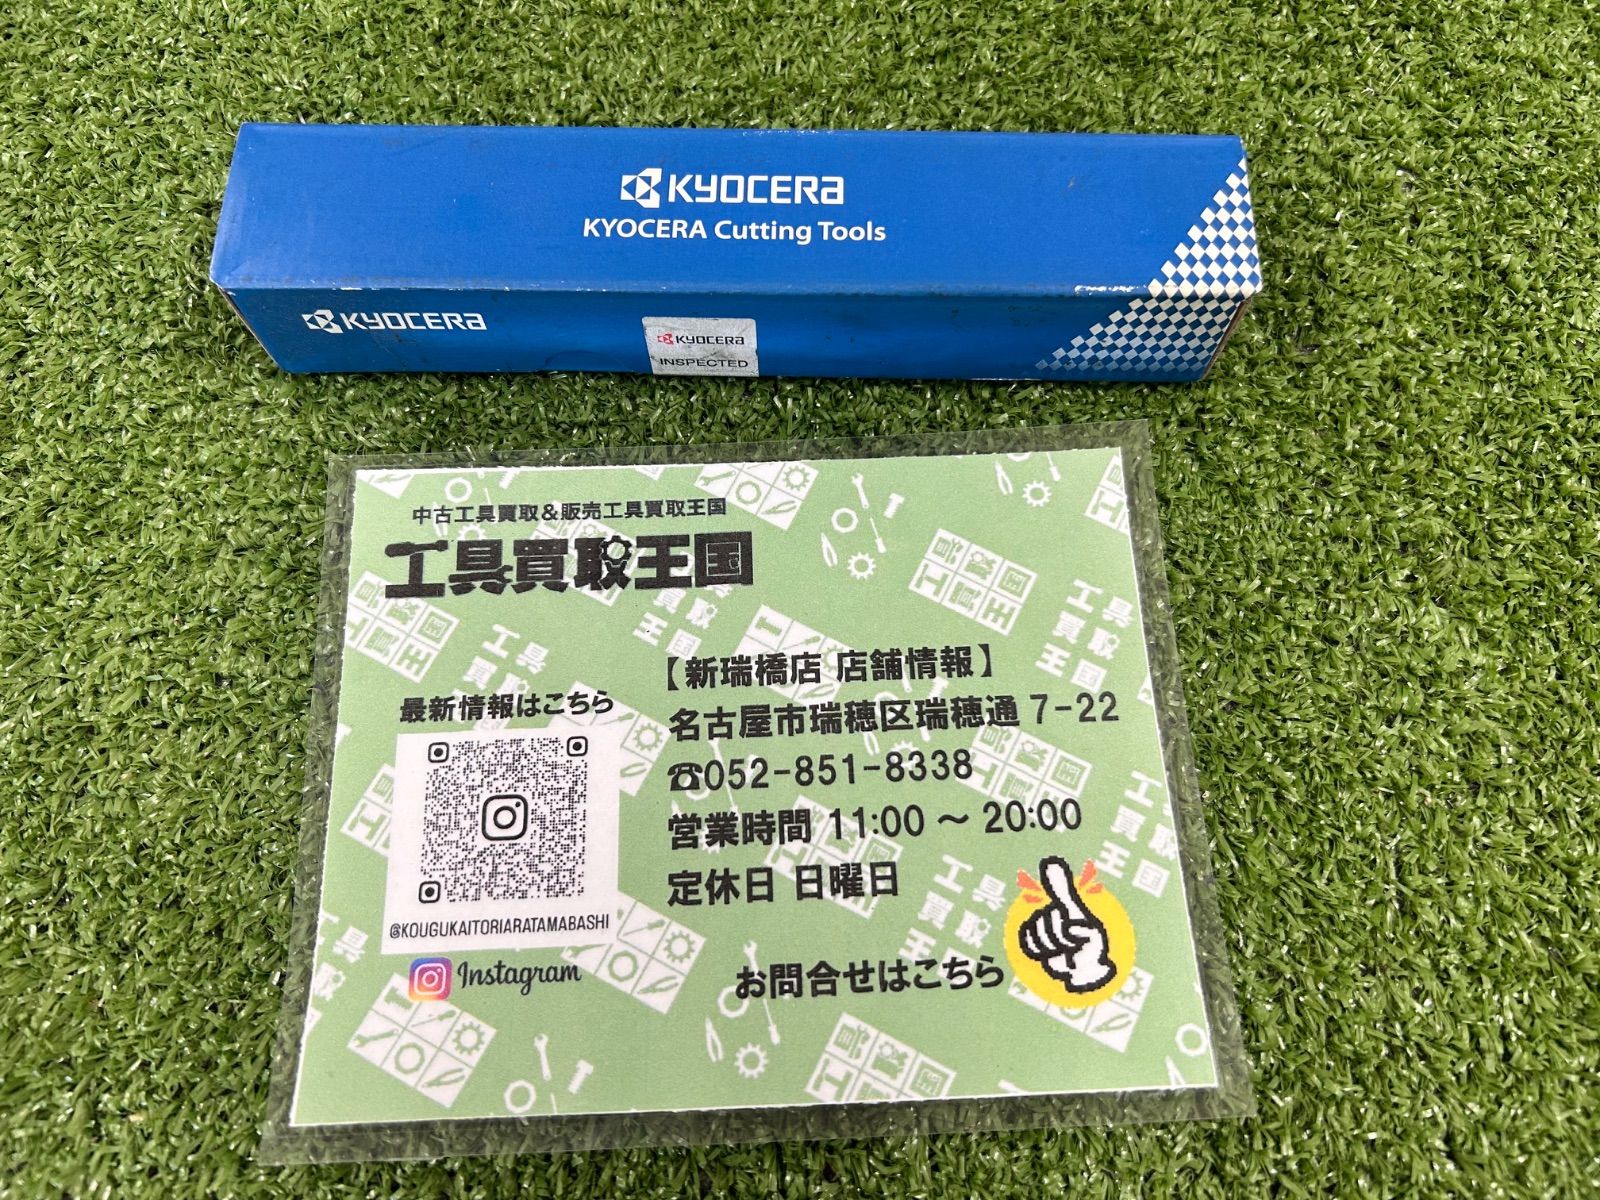 KYOCERA
KYOCERA Cutting Tools
KYOCERA
KYOCERA
INSPECTED
中古工具買取&販売工具買取王国
工具買取王国
【新瑞橋店 店舗情報】
名古屋市瑞穂区瑞穂通 7-22
☎052-851-8338
営業時間 11:00 ～ 20:00
定休日 日曜日
最新情報はこちら
@KOUGUKAITORIARATAMABASHI
Instagram
お問合せはこちら